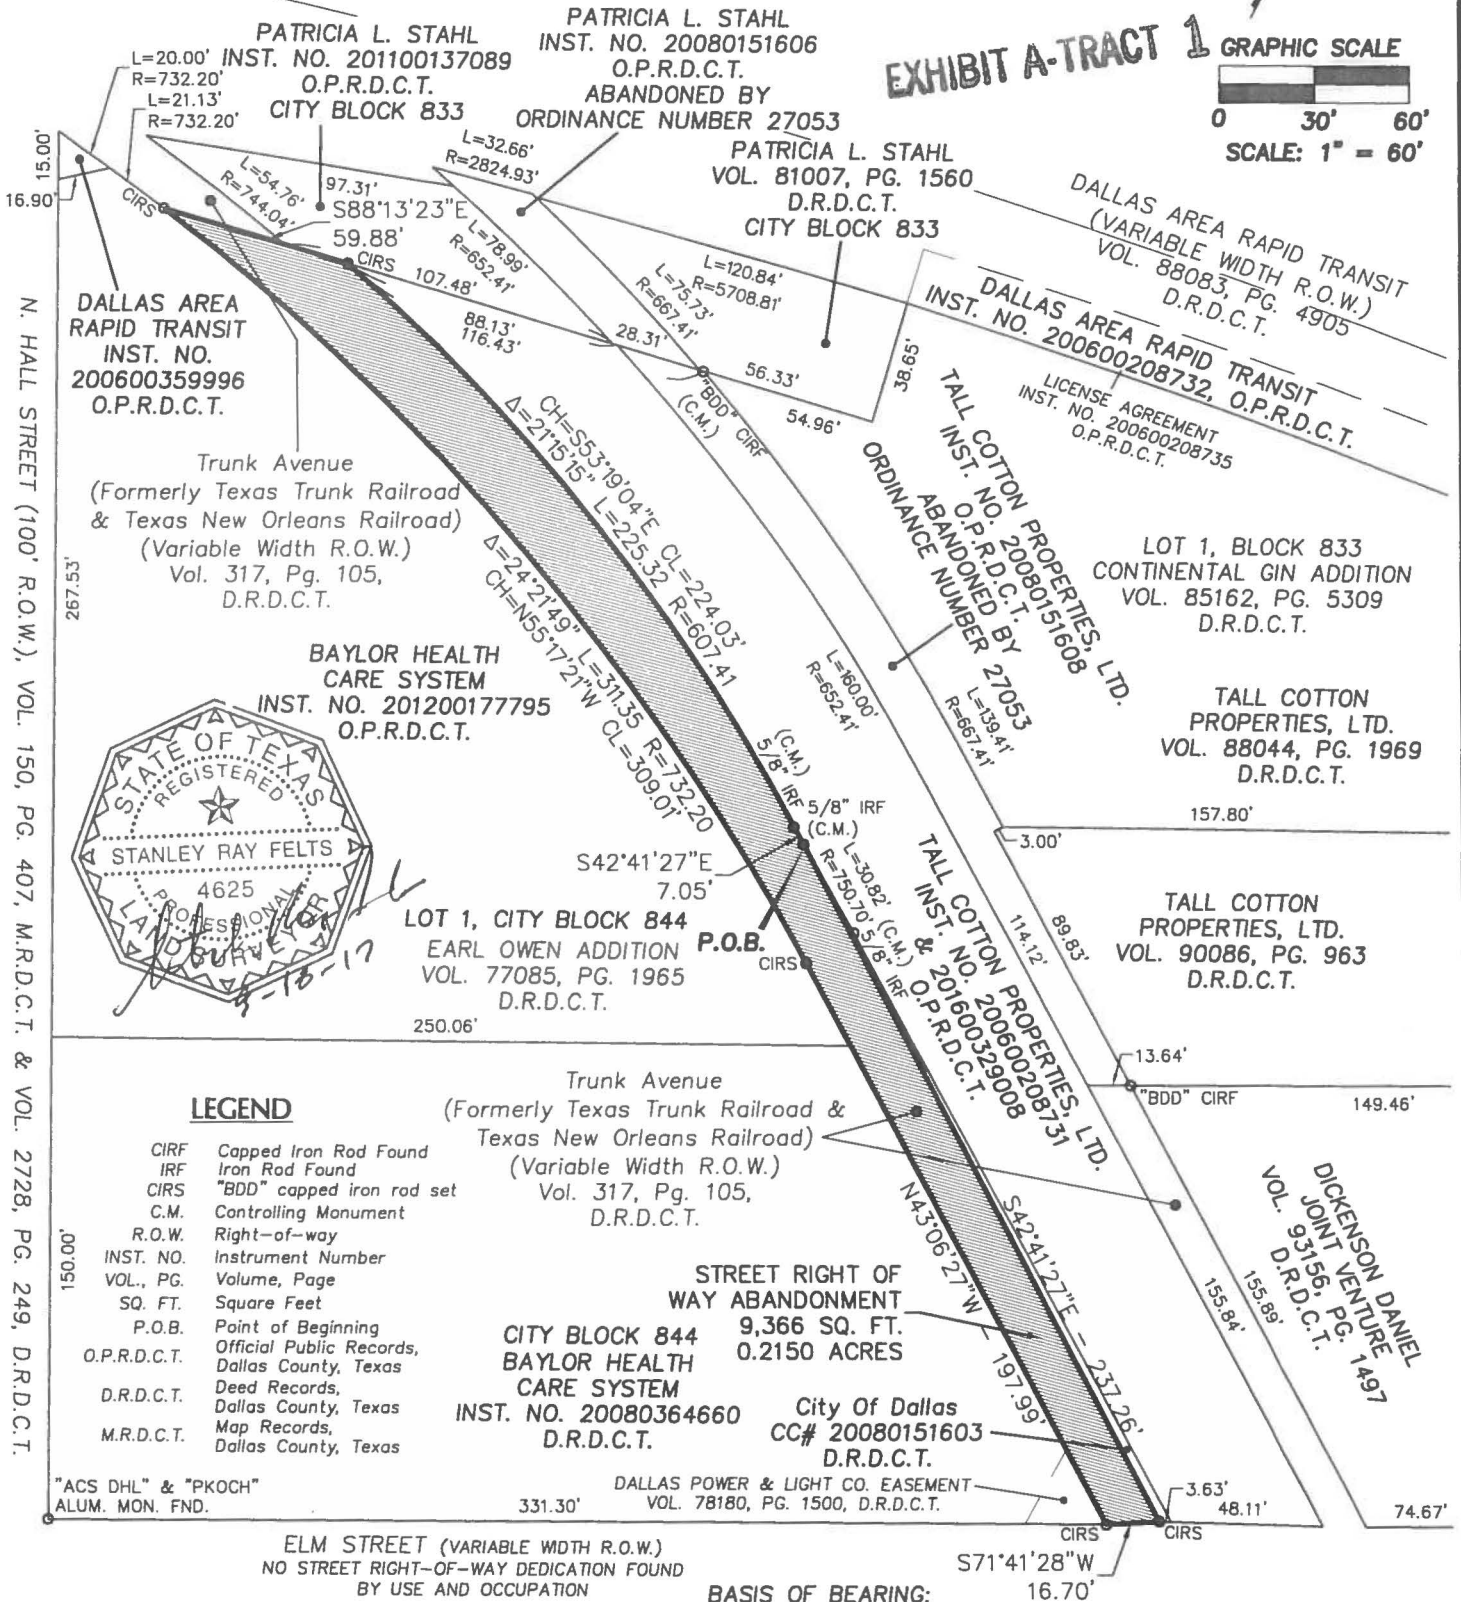 EXHIBIT A-TRACT 1
GRAPHIC SCALE
0 30' 60'
SCALE: 1" = 60'
PATRICIA L. STAHL
INST. NO. 201100137089
O.P.R.D.C.T.
CITY BLOCK 833
PATRICIA L. STAHL
INST. NO. 20080151606
O.P.R.D.C.T.
ABANDONED BY
ORDINANCE NUMBER 27053
PATRICIA L. STAHL
VOL. 81007, PG. 1560
D.R.D.C.T.
CITY BLOCK 833
L=20.00'
R=732.20'
L=21.13'
R=732.20'
15.00'
16.90'
CIRS
L=54.76'
R=744.04'
97.31'
S88°13'23"E
59.88'
CIRS
L=32.66'
R=2824.93'
L=78.99'
R=652.41'
107.48'
88.13'
116.43'
28.31'
L=75.73'
R=667.41'
L=120.84'
R=5708.81'
56.33'
54.96'
38.65'
"BDD" CIRF
(C.M.)
DALLAS AREA RAPID TRANSIT
(VARIABLE WIDTH R.O.W.)
VOL. 88083, PG. 4905
D.R.D.C.T.
DALLAS AREA RAPID TRANSIT
INST. NO. 200600208732, O.P.R.D.C.T.
LICENSE AGREEMENT
INST. NO. 200600208735
O.P.R.D.C.T.
DALLAS AREA
RAPID TRANSIT
INST. NO.
200600359996
O.P.R.D.C.T.
Trunk Avenue
(Formerly Texas Trunk Railroad
& Texas New Orleans Railroad)
(Variable Width R.O.W.)
Vol. 317, Pg. 105,
D.R.D.C.T.
CH=S53°19'04"E CL=224.03'
Δ=21°15'15" L=225.32 R=607.41
Δ=24°21'49" L=311.35 R=732.20
CH=N55°17'21"W CL=309.01'
TALL COTTON PROPERTIES, LTD.
INST. NO. 20080151608
O.P.R.D.C.T.
ABANDONED BY
ORDINANCE NUMBER 27053
LOT 1, BLOCK 833
CONTINENTAL GIN ADDITION
VOL. 85162, PG. 5309
D.R.D.C.T.
TALL COTTON
PROPERTIES, LTD.
VOL. 88044, PG. 1969
D.R.D.C.T.
157.80'
3.00'
N. HALL STREET (100' R.O.W.), VOL. 150, PG. 407, M.R.D.C.T. & VOL. 2728, PG. 249, D.R.D.C.T.
267.53'
BAYLOR HEALTH
CARE SYSTEM
INST. NO. 201200177795
O.P.R.D.C.T.
STATE OF TEXAS
REGISTERED
STANLEY RAY FELTS
4625
PROFESSIONAL
LAND SURVEYOR
L=160.00'
R=652.41'
L=139.41'
R=667.41'
(C.M.)
5/8" IRF
5/8" IRF
(C.M.)
S42°41'27"E
7.05'
L=30.82'
R=750.70'
(C.M.)
5/8" IRF
P.O.B.
CIRS
LOT 1, CITY BLOCK 844
EARL OWEN ADDITION
VOL. 77085, PG. 1965
D.R.D.C.T.
250.06'
TALL COTTON PROPERTIES, LTD.
INST. NO. 200600208731
& 201600329008
O.P.R.D.C.T.
114.12'
89.83'
TALL COTTON
PROPERTIES, LTD.
VOL. 90086, PG. 963
D.R.D.C.T.
13.64'
"BDD" CIRF
149.46'
LEGEND
CIRF Capped Iron Rod Found
IRF Iron Rod Found
CIRS "BDD" capped iron rod set
C.M. Controlling Monument
R.O.W. Right-of-way
INST. NO. Instrument Number
VOL., PG. Volume, Page
SQ. FT. Square Feet
P.O.B. Point of Beginning
O.P.R.D.C.T. Official Public Records,
Dallas County, Texas
D.R.D.C.T. Deed Records,
Dallas County, Texas
M.R.D.C.T. Map Records,
Dallas County, Texas
Trunk Avenue
(Formerly Texas Trunk Railroad &
Texas New Orleans Railroad)
(Variable Width R.O.W.)
Vol. 317, Pg. 105,
D.R.D.C.T.
150.00'
N43°06'27"W - 197.99'
S42°41'27"E - 237.26'
STREET RIGHT OF
WAY ABANDONMENT
9,366 SQ. FT.
0.2150 ACRES
CITY BLOCK 844
BAYLOR HEALTH
CARE SYSTEM
INST. NO. 20080364660
D.R.D.C.T.
City Of Dallas
CC# 20080151603
D.R.D.C.T.
DICKENSON DANIEL
JOINT VENTURE
VOL. 93156, PG. 1497
D.R.D.C.T.
155.84'
155.89'
"ACS DHL" & "PKOCH"
ALUM. MON. FND.
331.30'
DALLAS POWER & LIGHT CO. EASEMENT
VOL. 78180, PG. 1500, D.R.D.C.T.
3.63'
48.11'
74.67'
CIRS
CIRS
S71°41'28"W
16.70'
ELM STREET (VARIABLE WIDTH R.O.W.)
NO STREET RIGHT-OF-WAY DEDICATION FOUND
BY USE AND OCCUPATION
BASIS OF BEARING: